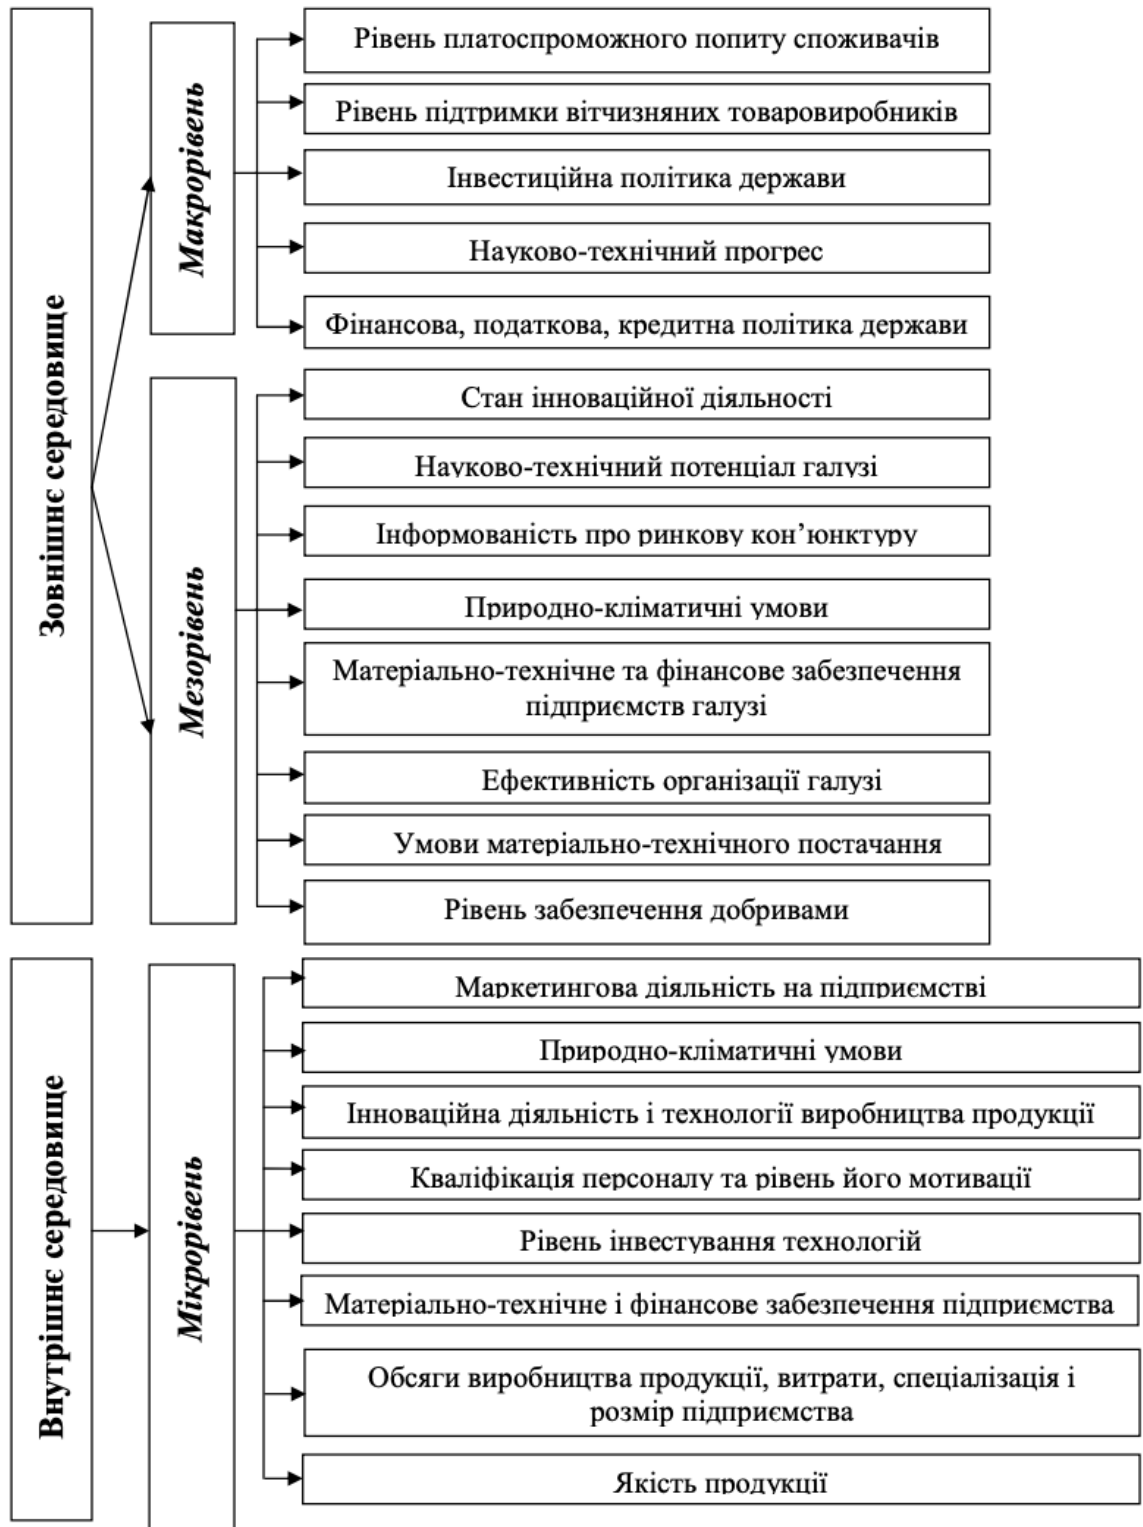 Зовнішнє середовище
Макрорівень
Рівень платоспроможного попиту споживачів
Рівень підтримки вітчизняних товаровиробників
Інвестиційна політика держави
Науково-технічний прогрес
Фінансова, податкова, кредитна політика держави
Мезорівень
Стан інноваційної діяльності
Науково-технічний потенціал галузі
Інформованість про ринкову кон’юнктуру
Природно-кліматичні умови
Матеріально-технічне та фінансове забезпечення
підприємств галузі
Ефективність організації галузі
Умови матеріально-технічного постачання
Рівень забезпечення добривами
Внутрішнє середовище
Мікрорівень
Маркетингова діяльність на підприємстві
Природно-кліматичні умови
Інноваційна діяльність і технології виробництва продукції
Кваліфікація персоналу та рівень його мотивації
Рівень інвестування технологій
Матеріально-технічне і фінансове забезпечення підприємства
Обсяги виробництва продукції, витрати, спеціалізація і
розмір підприємства
Якість продукції